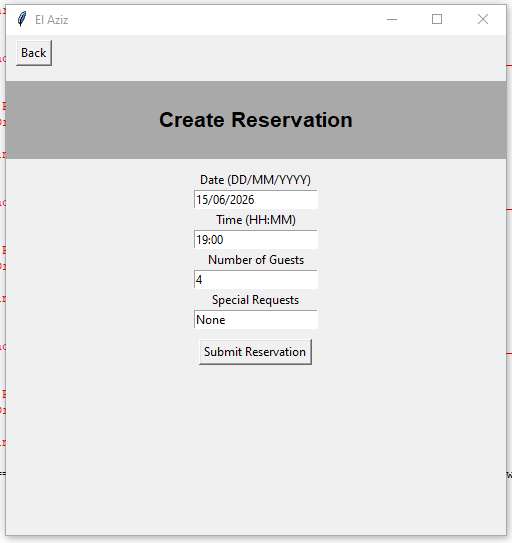 El Aziz
Back
Create Reservation
Date (DD/MM/YYYY)
15/06/2026
Time (HH:MM)
19:00
Number of Guests
4
Special Requests
None
Submit Reservation